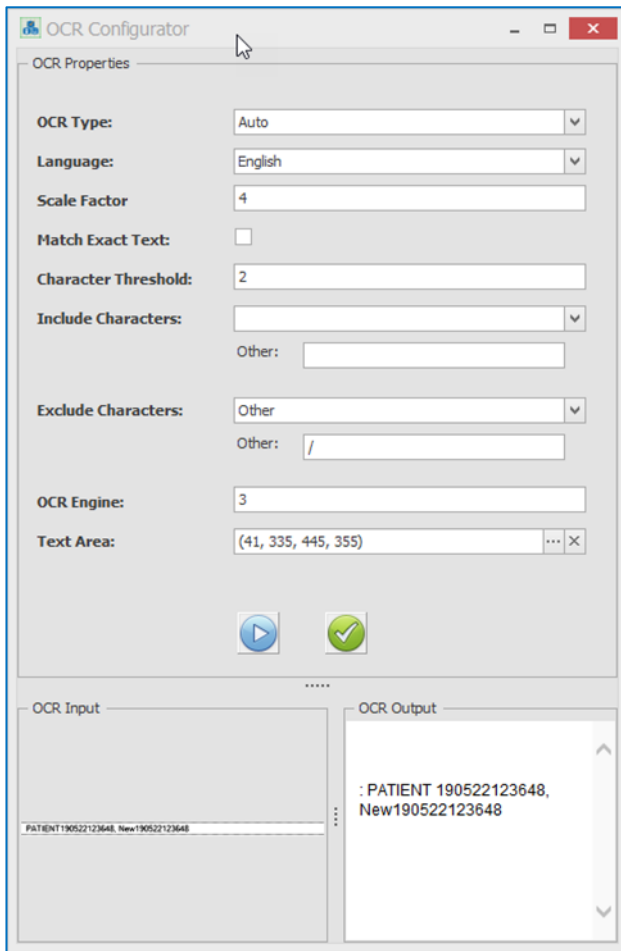 OCR Configurator
OCR Properties
OCR Type: Auto
Language: English
Scale Factor 4
Match Exact Text:
Character Threshold: 2
Include Characters:
Other:
Exclude Characters: Other
Other: /
OCR Engine: 3
Text Area: (41, 335, 445, 355)
OCR Input
PATIENT190522123648, New190522123648
OCR Output
: PATIENT 190522123648,
New190522123648